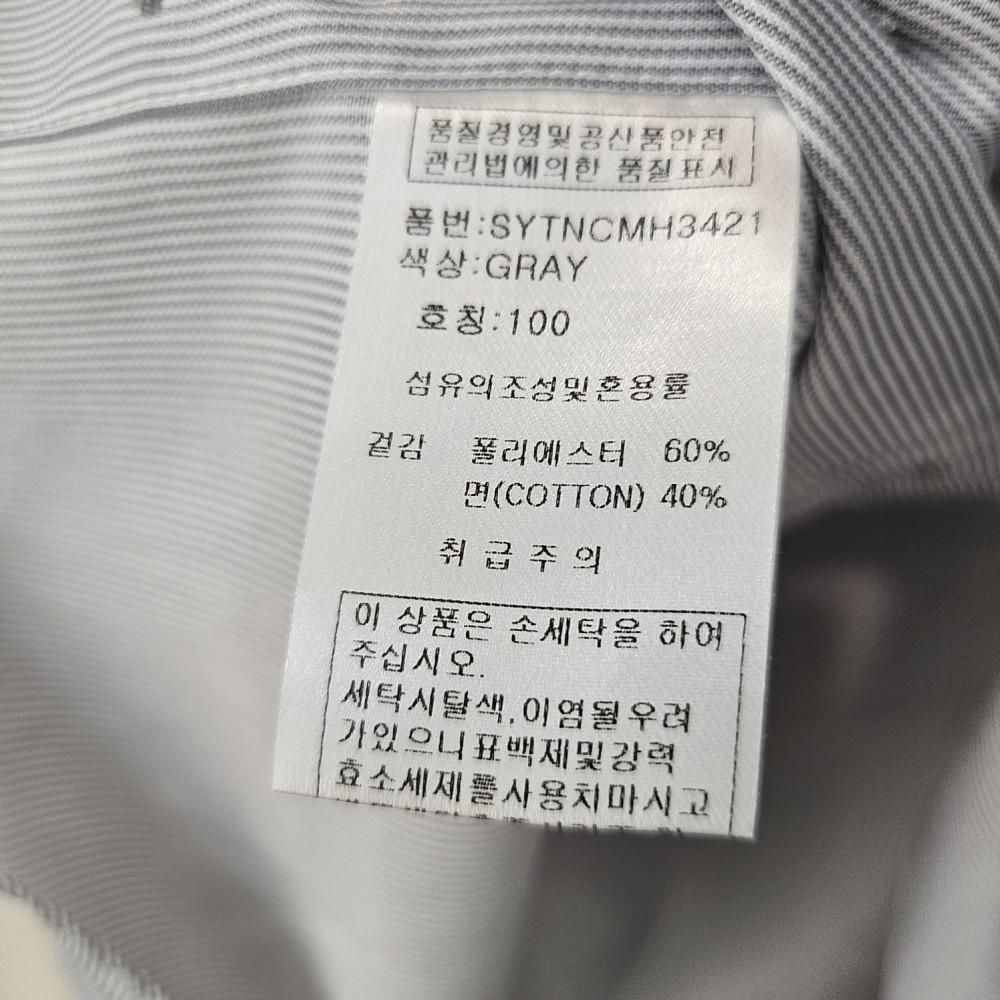 품질경영및공산품안전
관리법에의한 품질표시
품번:SYTNCMH3421
색상:GRAY
호칭:100
섬유의조성및혼용률
겉감 폴리에스터 60%
면(COTTON) 40%
취급주의
이 상품은 손세탁을 하여
주십시오.
세탁시탈색,이염될우려
가있으니표백제및강력
효소세제를사용치마시고